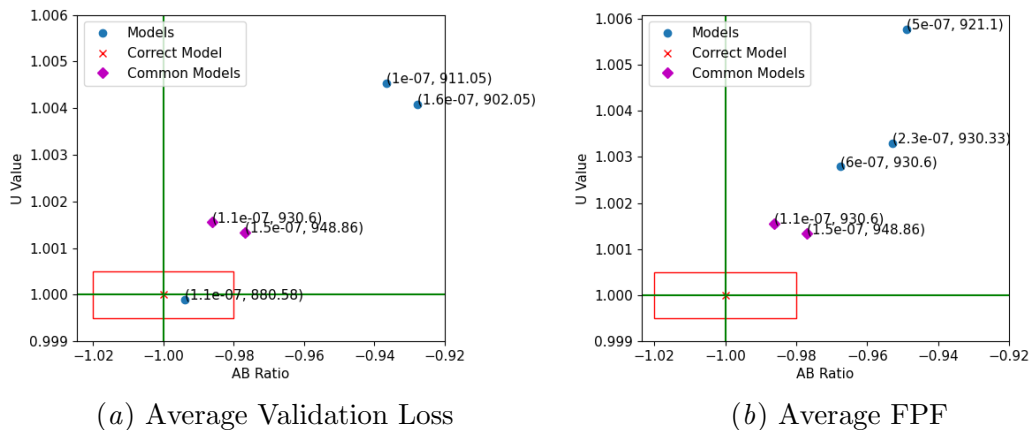 1.006
1.005
1.004
1.003
1.002
1.001
1.000
0.999
U Value
Models
Correct Model
Common Models
(1e-07, 911.05)
(1.6e-07, 902.05)
(1.1e-07, 930.6)
(1.5e-07, 948.86)
(1.1e-07, 880.58)
−1.02 −1.00 −0.98 −0.96 −0.94 −0.92
AB Ratio
(a) Average Validation Loss
1.006
1.005
1.004
1.003
1.002
1.001
1.000
0.999
U Value
Models
Correct Model
Common Models
(5e-07, 921.1)
(2.3e-07, 930.33)
(6e-07, 930.6)
(1.1e-07, 930.6)
(1.5e-07, 948.86)
−1.02 −1.00 −0.98 −0.96 −0.94 −0.92
AB Ratio
(b) Average FPF